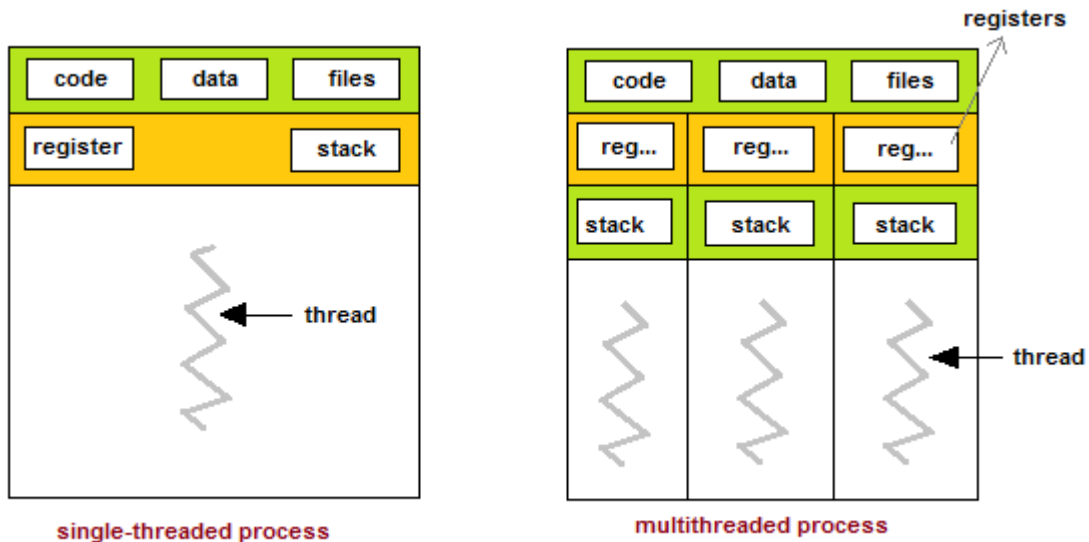 registers
code data files
register stack
thread
single-threaded process
code data files
reg... reg... reg...
stack stack stack
thread
multithreaded process